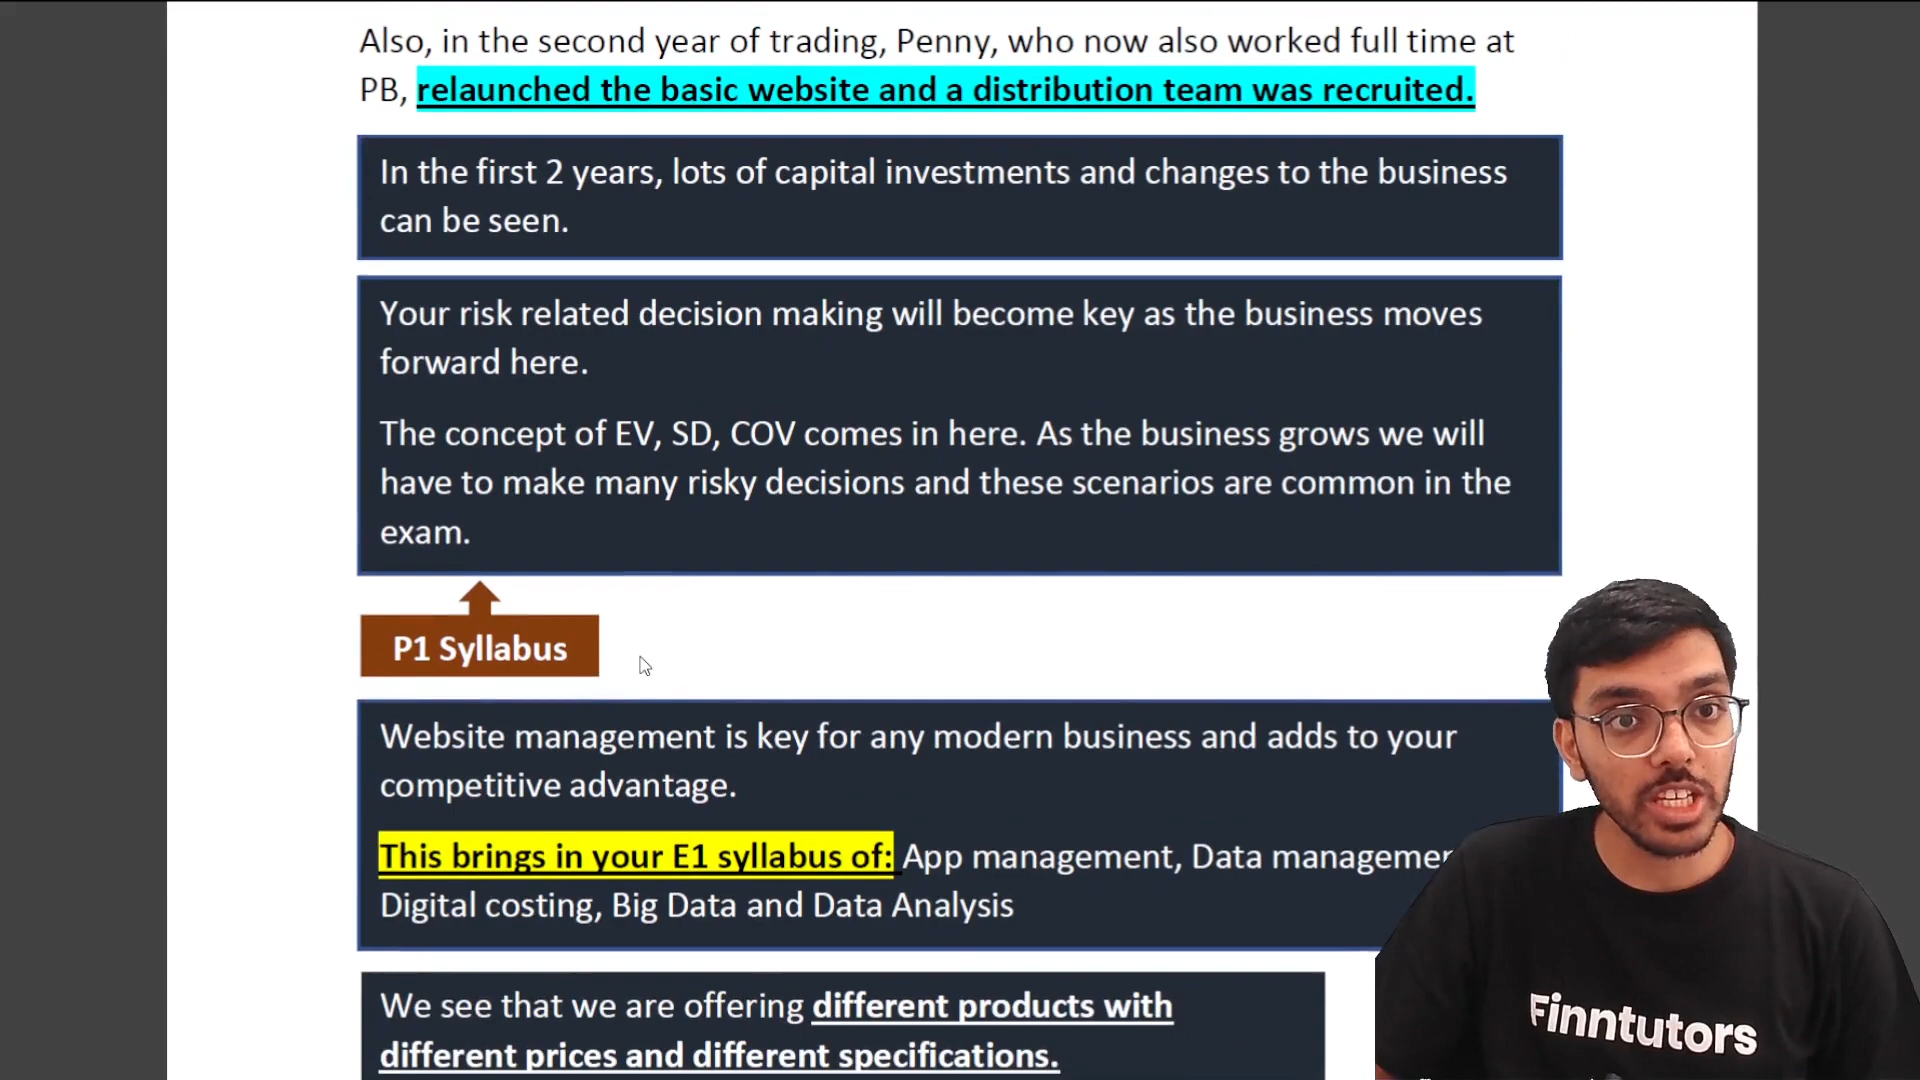 Also, in the second year of trading, Penny, who now also worked full time at
PB, relaunched the basic website and a distribution team was recruited.
In the first 2 years, lots of capital investments and changes to the business
can be seen.
Your risk related decision making will become key as the business moves
forward here.
The concept of EV, SD, COV comes in here. As the business grows we will
have to make many risky decisions and these scenarios are common in the
exam.
P1 Syllabus
Website management is key for any modern business and adds to your
competitive advantage.
This brings in your E1 syllabus of: App management, Data
Digital costing, Big Data and Data Analysis
We see that we are offering different products with
different prices and different specifications.
Finntutors